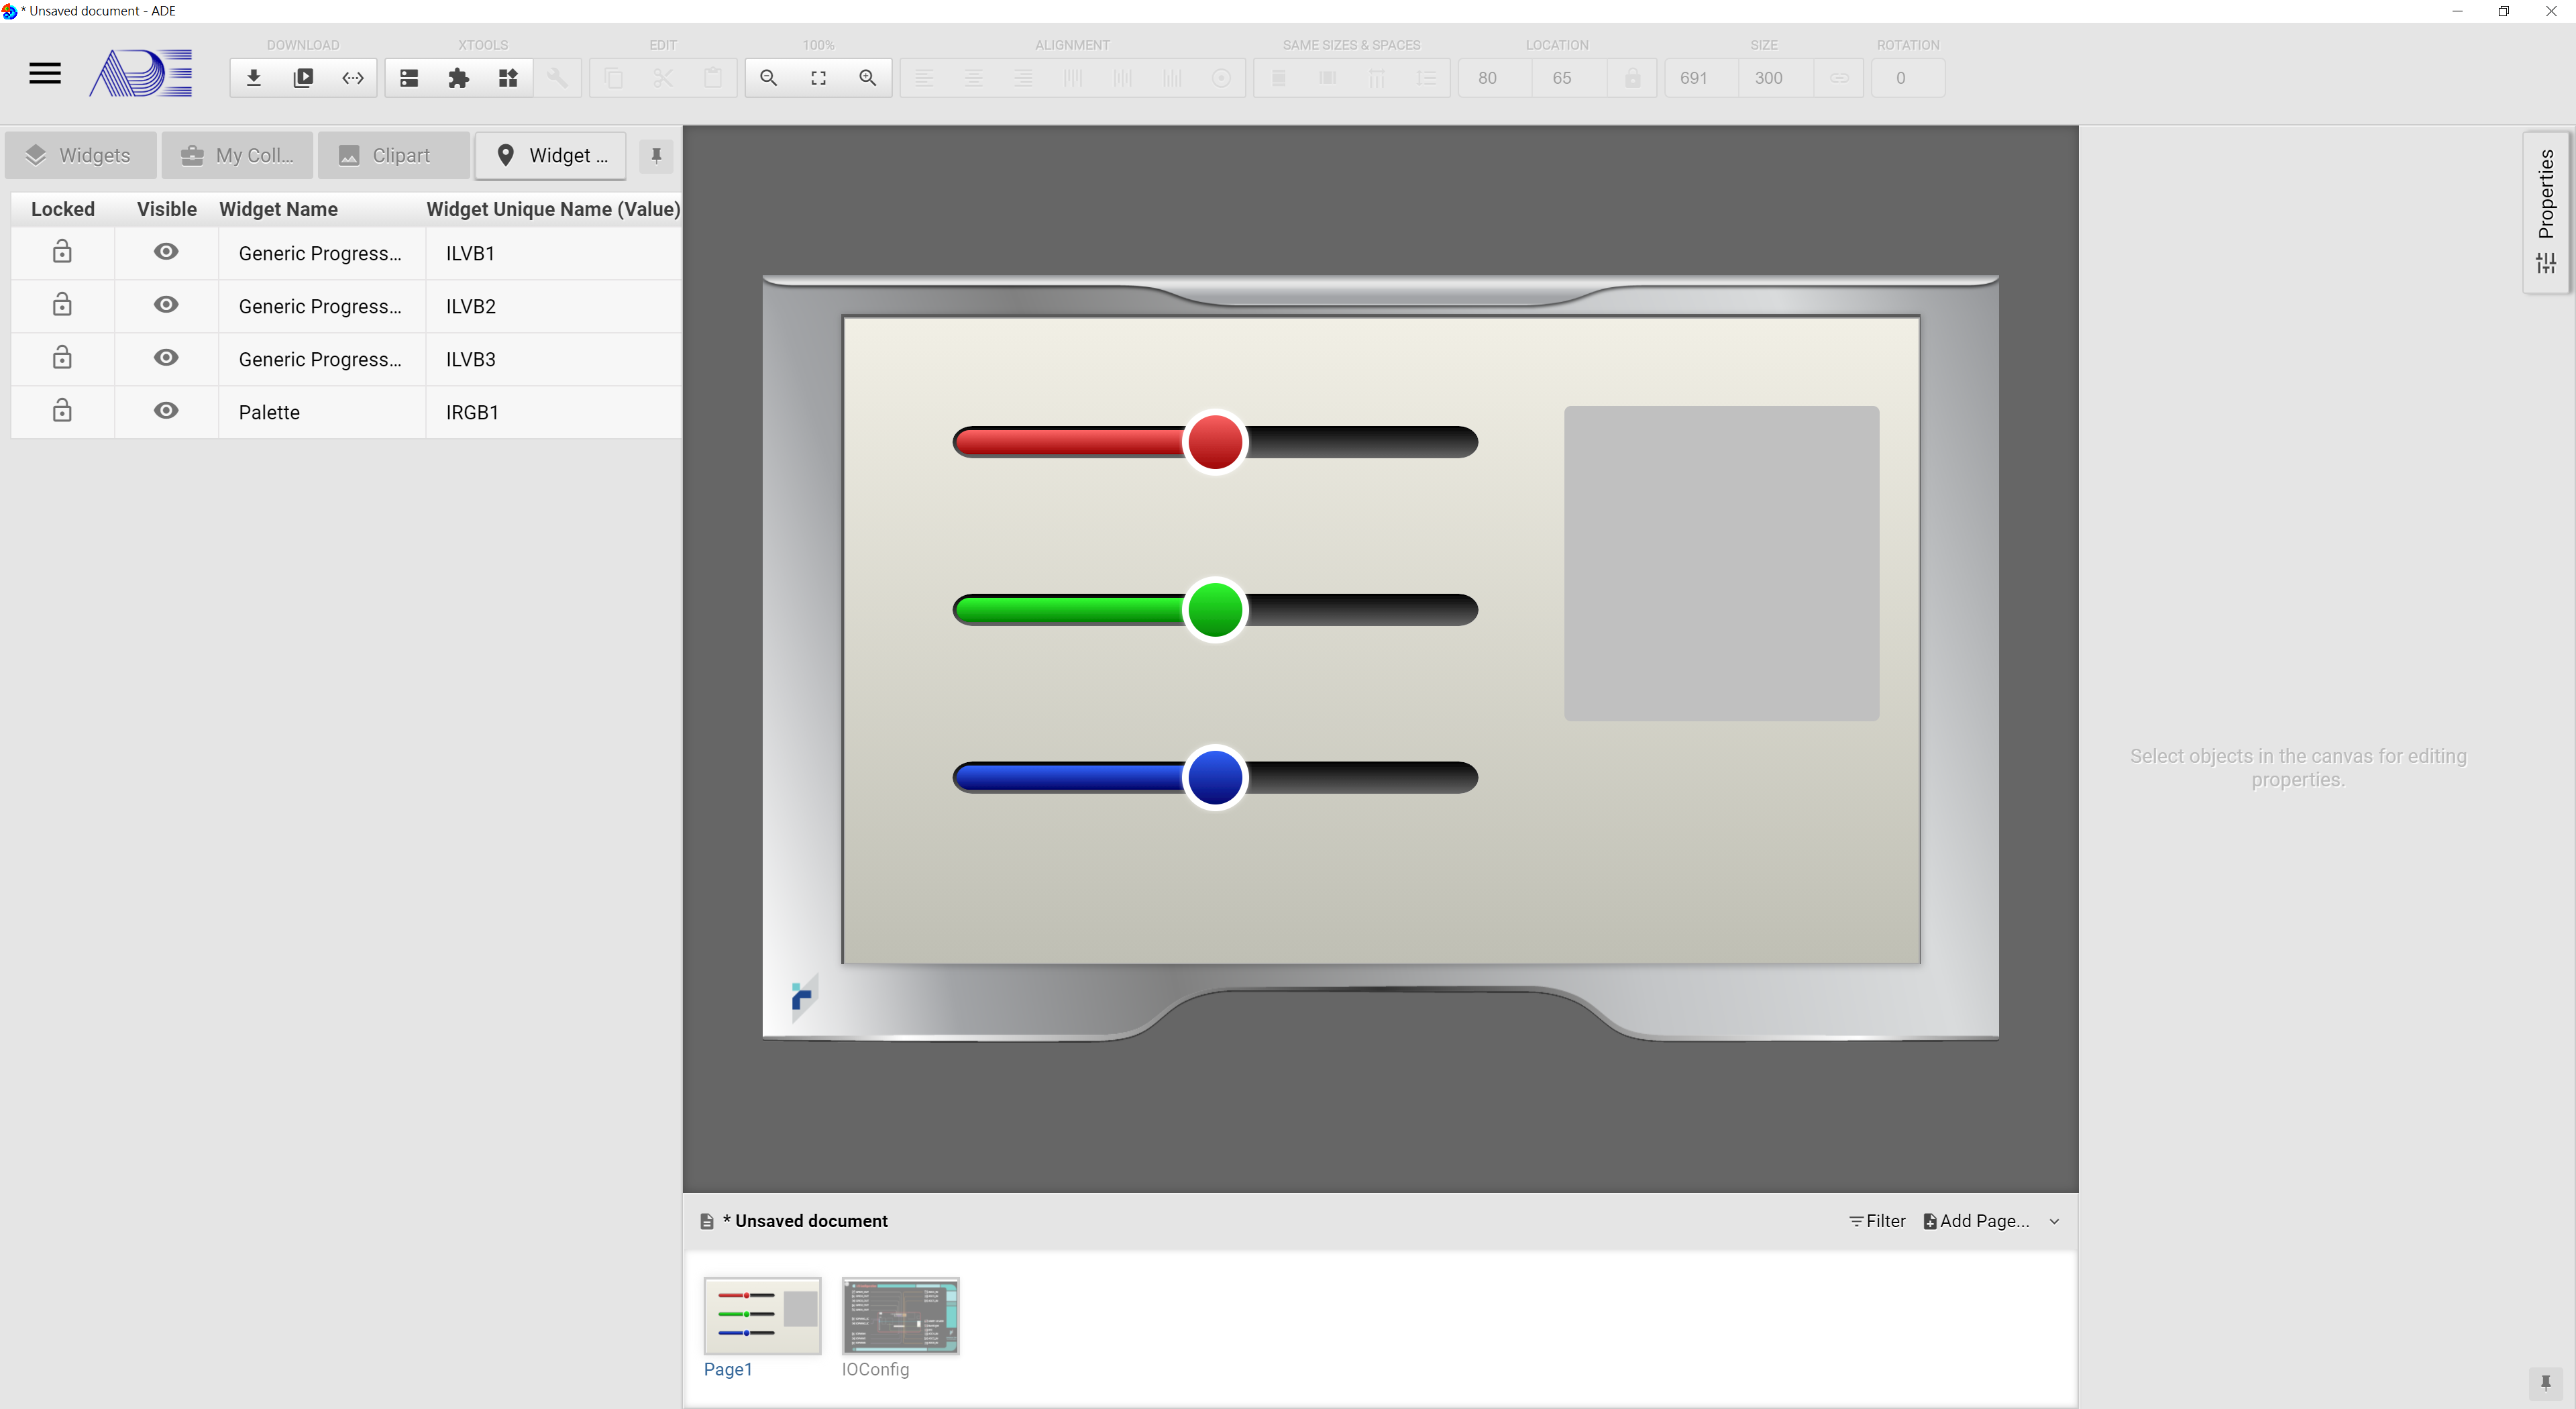 * Unsaved document - ADE
DOWNLOAD XTOOLS EDIT 100% ALIGNMENT SAME SIZES & SPACES LOCATION SIZE ROTATION
ADE
80 65 691 300 0
Widgets My Coll... Clipart Widget ...
Locked Visible Widget Name Widget Unique Name (Value)
Generic Progress... ILVB1
Generic Progress... ILVB2
Generic Progress... ILVB3
Palette IRGB1
Properties
Select objects in the canvas for editing
properties.
* Unsaved document Filter Add Page...
Page1 IOConfig